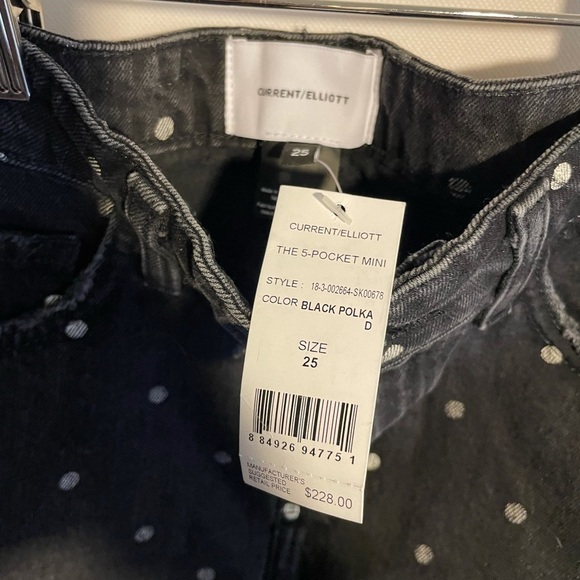 CURRENT/ELLIOTT
25
CURRENT/ELLIOTT
THE 5-POCKET MINI
STYLE : 18-3-002664-SK00678
COLOR BLACK POLKA
D
SIZE
25
8 84926 94775 1
MANUFACTURER'S
SUGGESTED
RETAIL PRICE $228.00